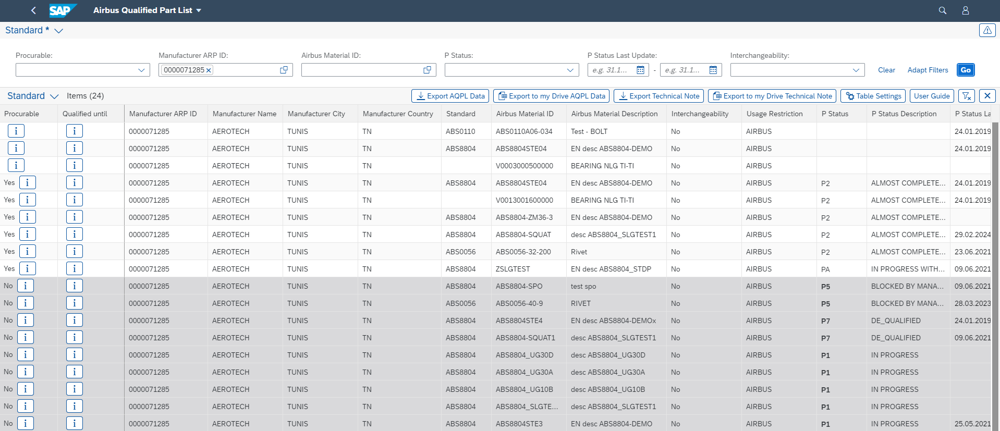 SAP Airbus Qualified Part List
Standard *
Procurable: Manufacturer ARP ID: Airbus Material ID: P Status: P Status Last Update: Interchangeability:
0000071285 e.g. 31.1... - e.g. 31.1... Clear Adapt Filters Go
Standard Items (24) Export AQPL Data Export to my Drive AQPL Data Export Technical Note Export to my Drive Technical Note Table Settings User Guide
Procurable Qualified until Manufacturer ARP ID Manufacturer Name Manufacturer City Manufacturer Country Standard Airbus Material ID Airbus Material Description Interchangeability Usage Restriction P Status P Status Description P Status La
i i 0000071285 AEROTECH TUNIS TN ABS0110 ABS0110A06-034 Test - BOLT No AIRBUS 24.01.2019
i i 0000071285 AEROTECH TUNIS TN ABS8804 ABS8804STE04 EN desc ABS8804-DEMO No AIRBUS 24.01.2019
i i 0000071285 AEROTECH TUNIS TN V0003000500000 BEARING NLG TI-TI No AIRBUS
Yes i i 0000071285 AEROTECH TUNIS TN ABS8804 ABS8804STE04 EN desc ABS8804-DEMO No AIRBUS P2 ALMOST COMPLETE... 24.01.2019
Yes i i 0000071285 AEROTECH TUNIS TN V0013001600000 BEARING NLG TI-TI No AIRBUS P2 ALMOST COMPLETE... 24.01.2019
Yes i i 0000071285 AEROTECH TUNIS TN ABS8804 ABS8804-ZM36-3 EN desc ABS8804-DEMO No AIRBUS P2 ALMOST COMPLETE...
Yes i i 0000071285 AEROTECH TUNIS TN ABS8804 ABS8804-SQUAT desc ABS8804_SLGTEST1 No AIRBUS P2 ALMOST COMPLETE... 29.02.2024
Yes i i 0000071285 AEROTECH TUNIS TN ABS0056 ABS0056-32-200 Rivet No AIRBUS P2 ALMOST COMPLETE... 23.06.2021
Yes i i 0000071285 AEROTECH TUNIS TN ABS8804 ZSLGTEST EN desc ABS8804_STDP No AIRBUS PA IN PROGRESS WITH... 09.06.2021
No i i 0000071285 AEROTECH TUNIS TN ABS8804 ABS8804-SPO test spo No AIRBUS P5 BLOCKED BY MANA... 09.06.2021
No i i 0000071285 AEROTECH TUNIS TN ABS0056 ABS0056-40-9 RIVET No AIRBUS P5 BLOCKED BY MANA... 28.03.2023
No i i 0000071285 AEROTECH TUNIS TN ABS8804 ABS8804STE4 EN desc ABS8804-DEMOx No AIRBUS P7 DE_QUALIFIED 24.01.2019
No i i 0000071285 AEROTECH TUNIS TN ABS8804 ABS8804-SQUAT1 desc ABS8804_SLGTEST1 No AIRBUS P7 DE_QUALIFIED 09.06.2021
No i i 0000071285 AEROTECH TUNIS TN ABS8804 ABS8804_UG30D desc ABS8804_UG30D No AIRBUS P1 IN PROGRESS
No i i 0000071285 AEROTECH TUNIS TN ABS8804 ABS8804_UG30A desc ABS8804_UG30A No AIRBUS P1 IN PROGRESS
No i i 0000071285 AEROTECH TUNIS TN ABS8804 ABS8804_UG10B desc ABS8804_UG10B No AIRBUS P1 IN PROGRESS
No i i 0000071285 AEROTECH TUNIS TN ABS8804 ABS8804_SLGTE... desc ABS8804_SLGTEST1 No AIRBUS P1 IN PROGRESS
No i i 0000071285 AEROTECH TUNIS TN ABS8804 ABS8804STE3 EN desc ABS8804-DEMO No AIRBUS P1 IN PROGRESS 25.05.2021